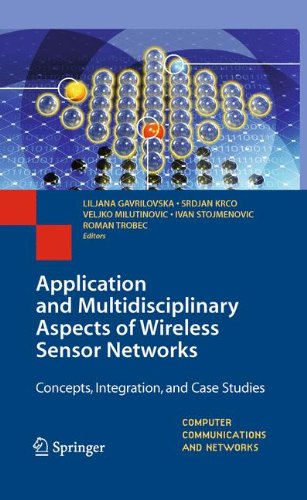 LILJANA GAVRILOVSKA • SRDJAN KRCO
VELJKO MILUTINOVIC • IVAN STOJMENOVIC
ROMAN TROBEC
Editors
Application
and Multidisciplinary
Aspects of Wireless
Sensor Networks
Concepts, Integration, and Case Studies
COMPUTER
COMMUNICATIONS
AND NETWORKS
Springer